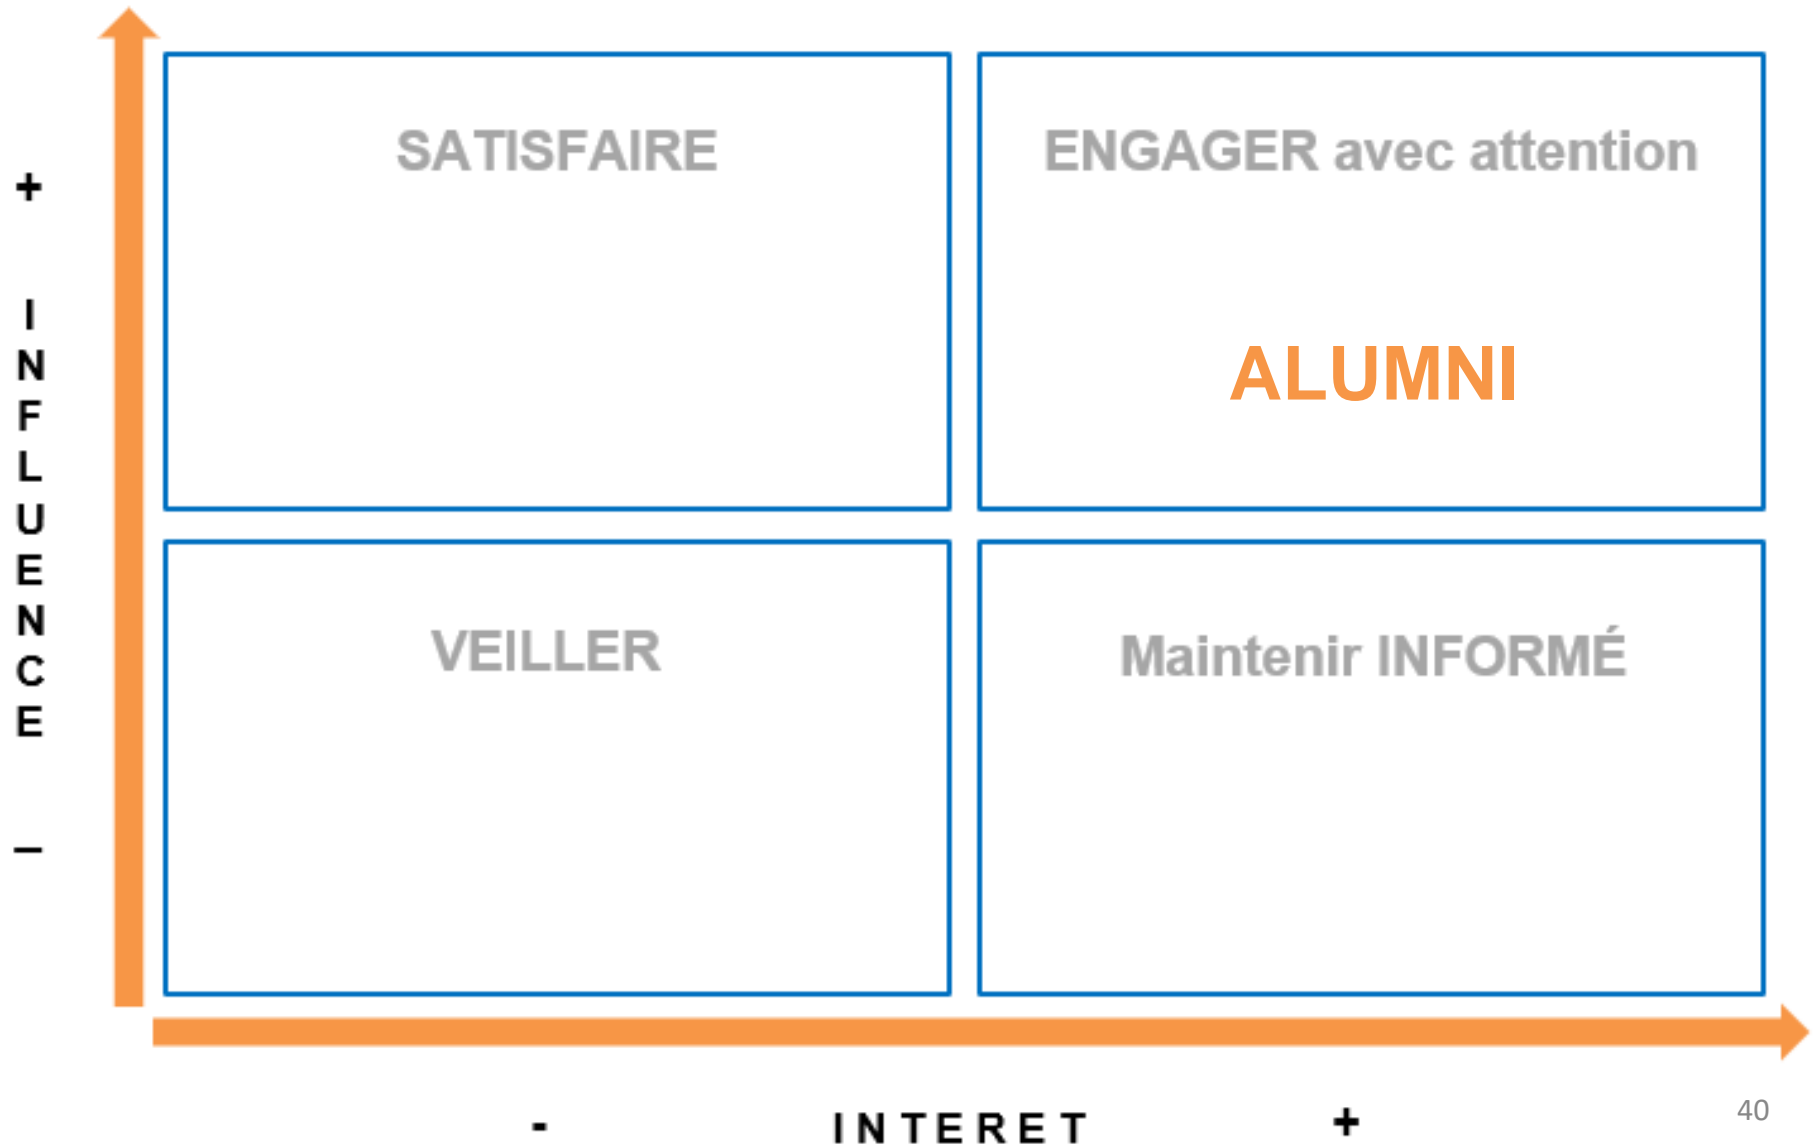 SATISFAIRE
ENGAGER avec attention
ALUMNI
VEILLER
Maintenir INFORMÉ
+
I
N
F
L
U
E
N
C
E
–
- INTERET +
40